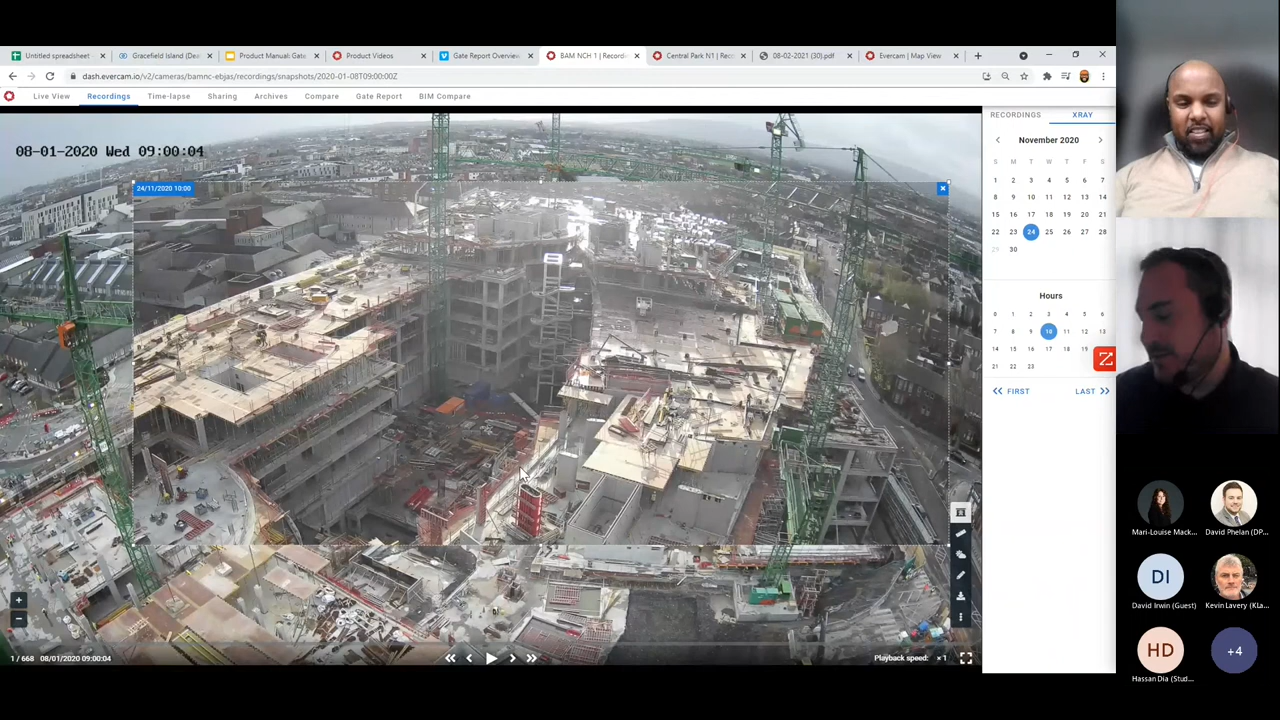 Untitled spreadsheet
Gracefield Island (Dea
Product Manual: Gate
Product Videos
Gate Report Overview
BAM NCH 1 | Recordi
Central Park N1 | Rec
08-02-2021 (30).pdf
Evercam | Map View
dash.evercam.io/v2/cameras/bamnc-ebjas/recordings/snapshots/2020-01-08T09:00:00Z
Live View
Recordings
Time-lapse
Sharing
Archives
Compare
Gate Report
BIM Compare
08-01-2020 Wed 09:00:04
24/11/2020 10:00
RECORDINGS XRAY
November 2020
S M T W T F S
1 2 3 4 5 6 7
8 9 10 11 12 13 14
15 16 17 18 19 20 21
22 23 24 25 26 27 28
29 30
Hours
0 1 2 3 4 5 6
7 8 9 10 11 12 13
14 15 16 17 18 19
21 22 23
FIRST LAST
1 / 668 08/01/2020 09:00:04
Playback speed: × 1
Mari-Louise Mack...
David Phelan (DP...
DI
David Irwin (Guest)
Kevin Lavery (KLa...
HD
+4
Hassan Dia (Stud...